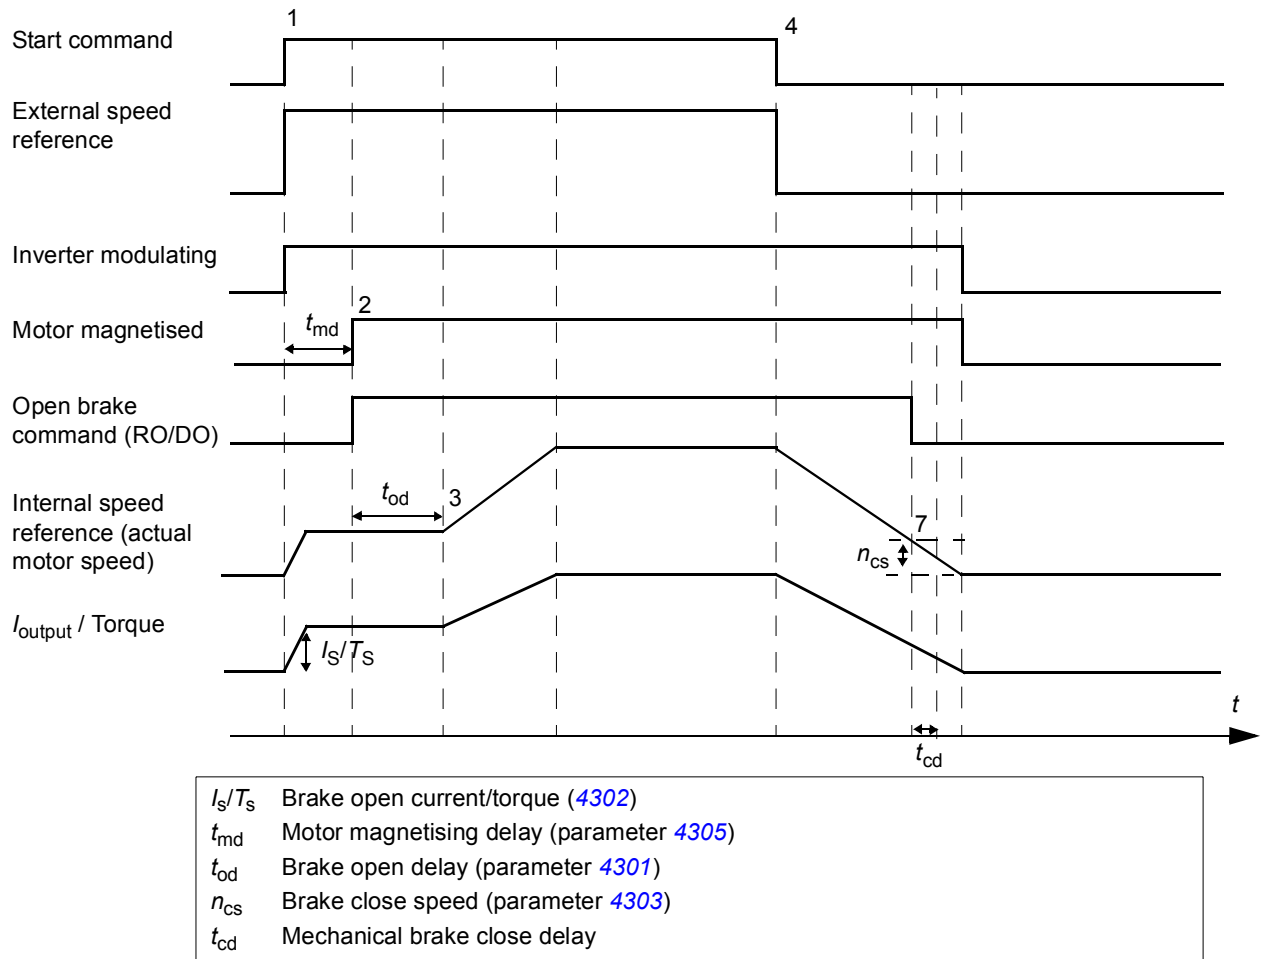 1
4
Start command
External speed
reference
Inverter modulating
2
Motor magnetised
tmd
Open brake
command (RO/DO)
tod
3
Internal speed
reference (actual
motor speed)
7
ncs
Ioutput / Torque
IS/TS
t
tcd
Is/Ts Brake open current/torque (4302)
tmd Motor magnetising delay (parameter 4305)
tod Brake open delay (parameter 4301)
ncs Brake close speed (parameter 4303)
tcd Mechanical brake close delay